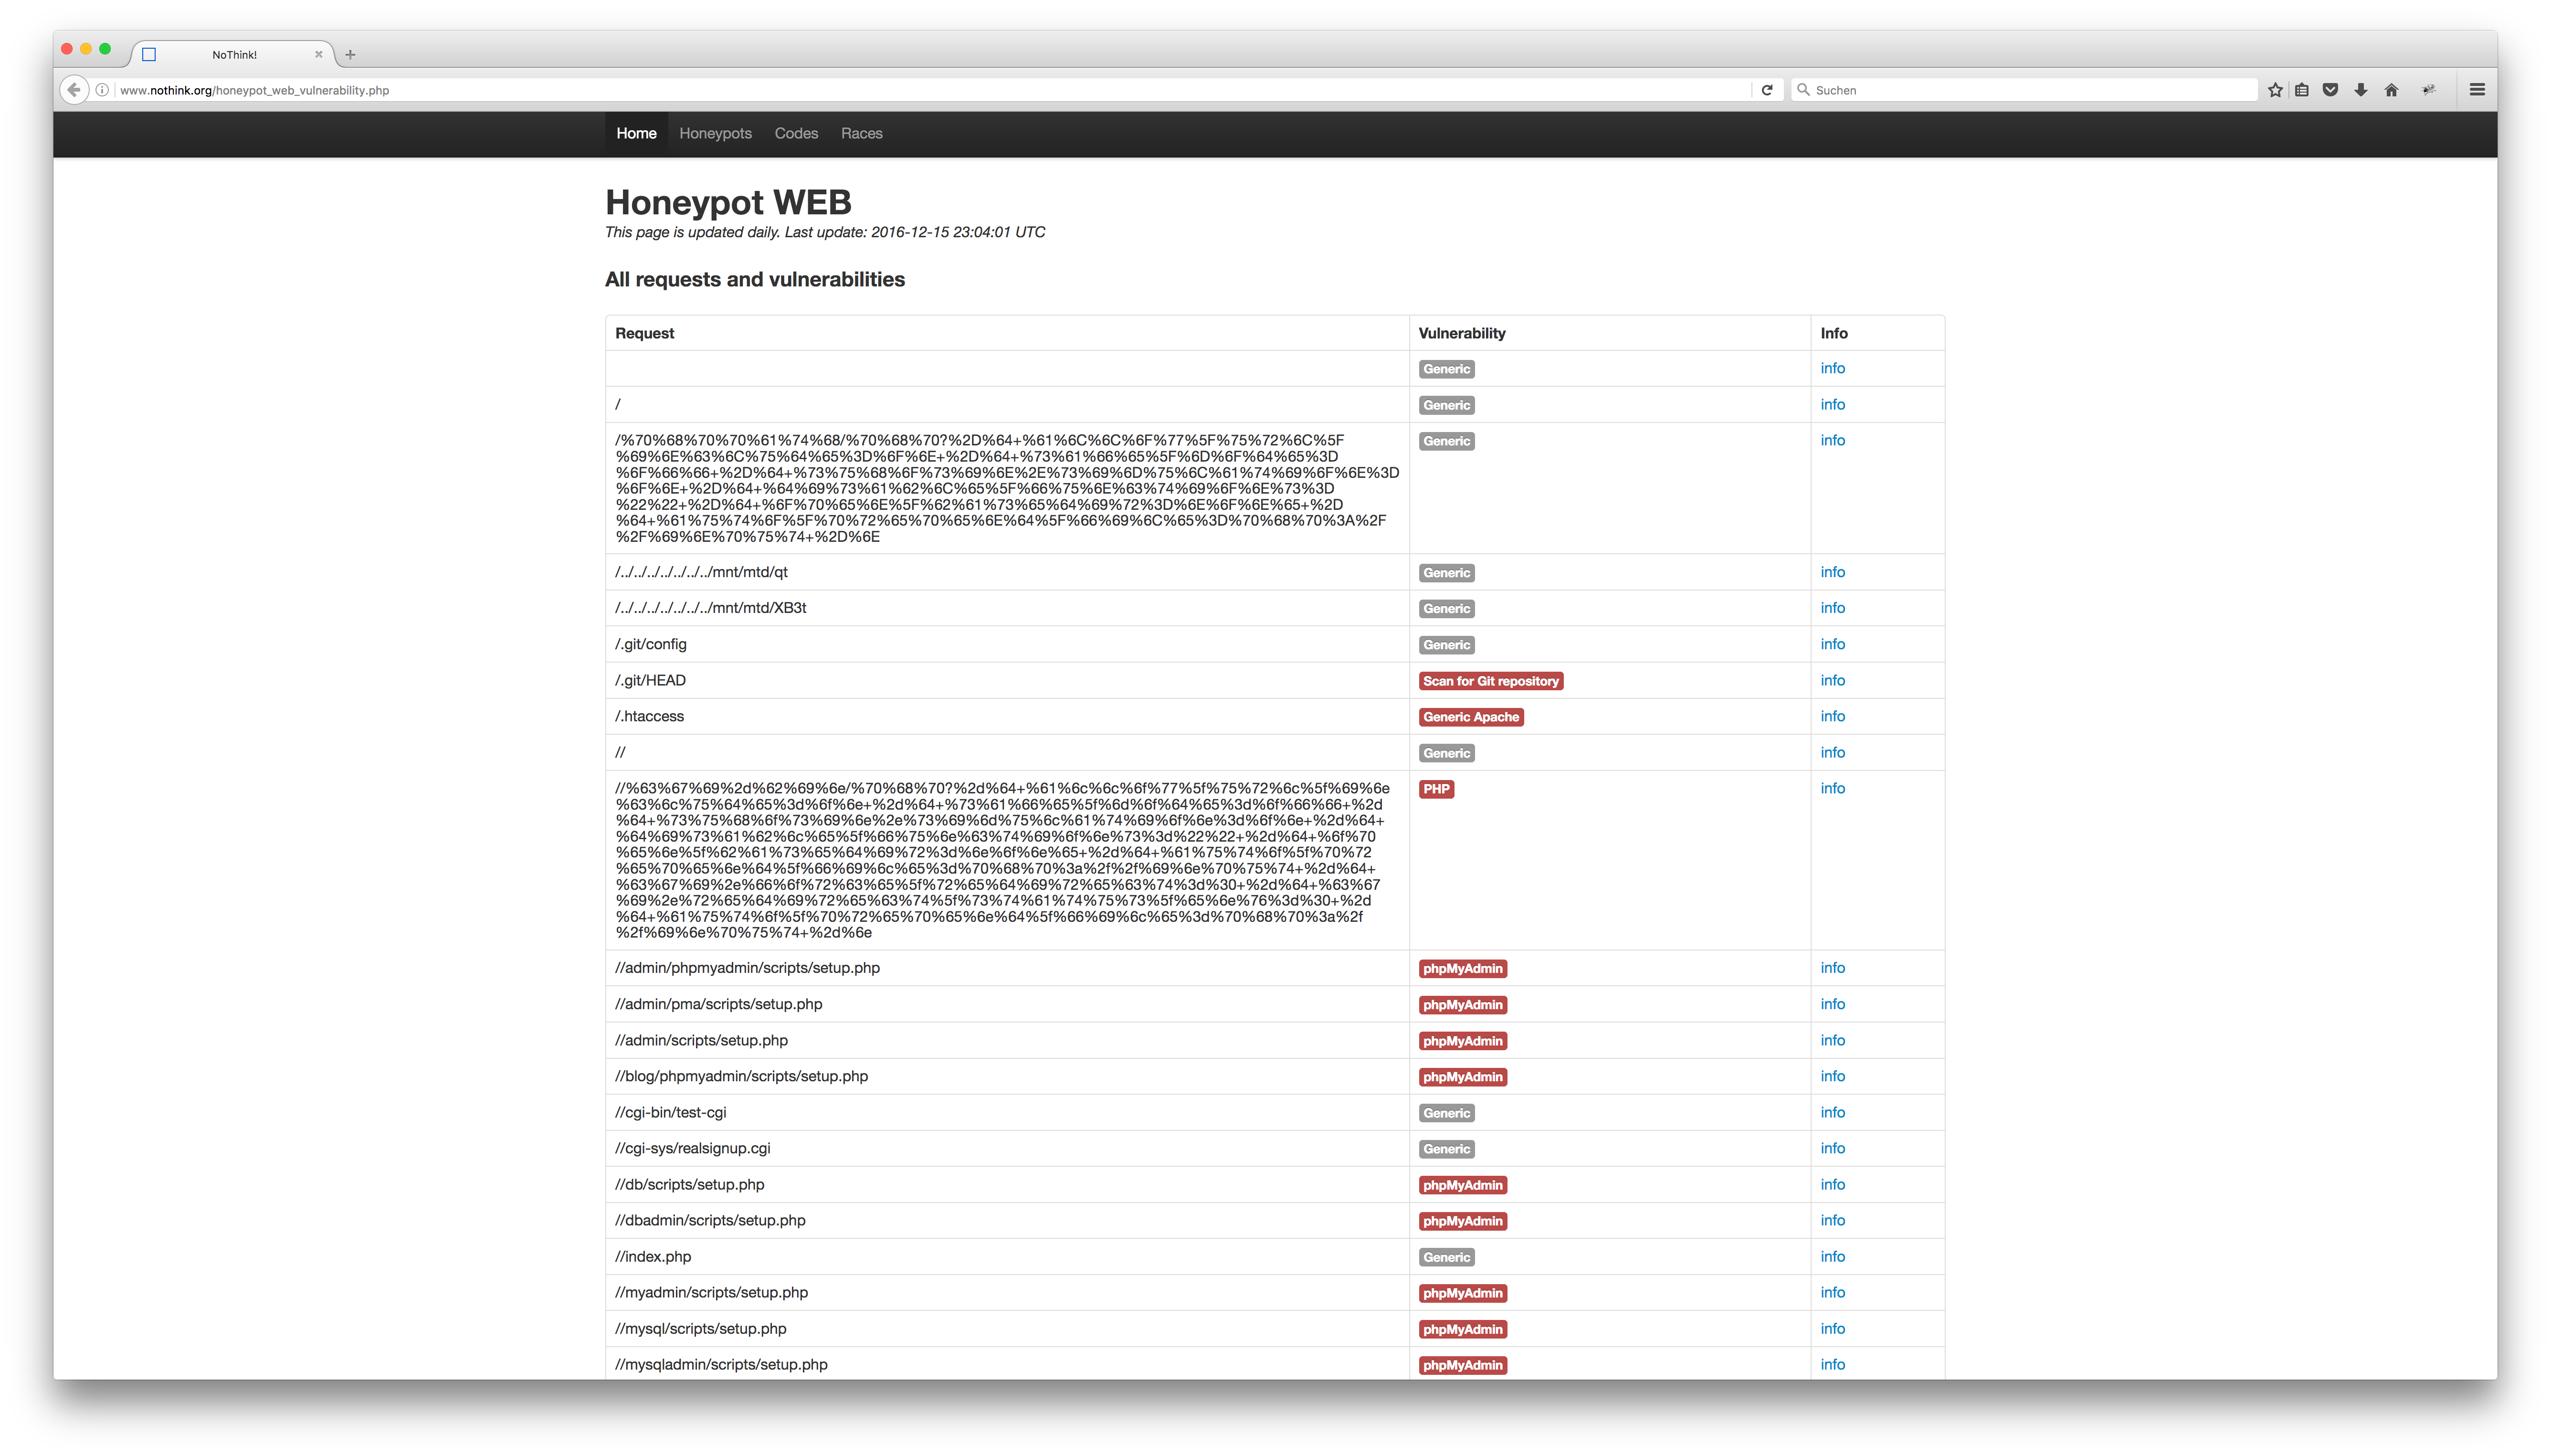 NoThink!
www.nothink.org/honeypot_web_vulnerability.php
Suchen
Home Honeypots Codes Races
Honeypot WEB
This page is updated daily. Last update: 2016-12-15 23:04:01 UTC
All requests and vulnerabilities
Request Vulnerability Info
Generic info
/ Generic info
/%70%68%70%70%61%74%68/%70%68%70?%2D%64+%61%6C%6C%6F%77%5F%75%72%6C%5F Generic info
%69%6E%63%6C%75%64%65%3D%6F%6E+%2D%64+%73%61%66%65%5F%6D%6F%64%65%3D
%6F%66%66+%2D%64+%73%75%68%6F%73%69%6E%2E%73%69%6D%75%6C%61%74%69%6F%6E%3D
%6F%6E+%2D%64+%64%69%73%61%62%6C%65%5F%66%75%6E%63%74%69%6F%6E%73%3D
%22%22+%2D%64+%6F%70%65%6E%5F%62%61%73%65%64%69%72%3D%6E%6F%6E%65+%2D
%64+%61%75%74%6F%5F%70%72%65%70%65%6E%64%5F%66%69%6C%65%3D%70%68%70%3A%2F
%2F%69%6E%70%75%74+%2D%6E
/../../../../../../../mnt/mtd/qt Generic info
/../../../../../../../mnt/mtd/XB3t Generic info
/.git/config Generic info
/.git/HEAD Scan for Git repository info
/.htaccess Generic Apache info
// Generic info
//%63%67%69%2d%62%69%6e/%70%68%70?%2d%64+%61%6c%6c%6f%77%5f%75%72%6c%5f%69%6e PHP info
%63%6c%75%64%65%3d%6f%6e+%2d%64+%73%61%66%65%5f%6d%6f%64%65%3d%6f%66%66+%2d
%64+%73%75%68%6f%73%69%6e%2e%73%69%6d%75%6c%61%74%69%6f%6e%3d%6f%6e+%2d%64+
%64%69%73%61%62%6c%65%5f%66%75%6e%63%74%69%6f%6e%73%3d%22%22+%2d%64+%6f%70
%65%6e%5f%62%61%73%65%64%69%72%3d%6e%6f%6e%65+%2d%64+%61%75%74%6f%5f%70%72
%65%70%65%6e%64%5f%66%69%6c%65%3d%70%68%70%3a%2f%2f%69%6e%70%75%74+%2d%64+
%63%67%69%2e%66%6f%72%63%65%5f%72%65%64%69%72%65%63%74%3d%30+%2d%64+%63%67
%69%2e%72%65%64%69%72%65%63%74%5f%73%74%61%74%75%73%5f%65%6e%76%3d%30+%2d
%64+%61%75%74%6f%5f%70%72%65%70%65%6e%64%5f%66%69%6c%65%3d%70%68%70%3a%2f
%2f%69%6e%70%75%74+%2d%6e
//admin/phpmyadmin/scripts/setup.php phpMyAdmin info
//admin/pma/scripts/setup.php phpMyAdmin info
//admin/scripts/setup.php phpMyAdmin info
//blog/phpmyadmin/scripts/setup.php phpMyAdmin info
//cgi-bin/test-cgi Generic info
//cgi-sys/realsignup.cgi Generic info
//db/scripts/setup.php phpMyAdmin info
//dbadmin/scripts/setup.php phpMyAdmin info
//index.php Generic info
//myadmin/scripts/setup.php phpMyAdmin info
//mysql/scripts/setup.php phpMyAdmin info
//mysqladmin/scripts/setup.php phpMyAdmin info